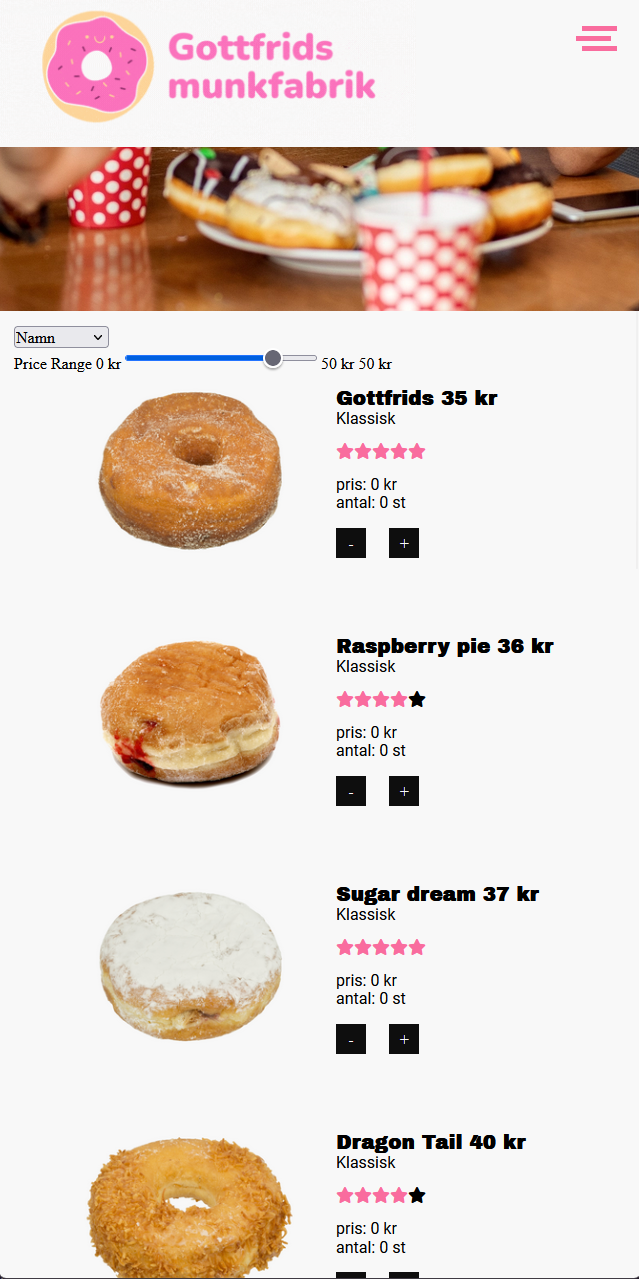 Gottfrids
munkfabrik
Namn
Price Range 0 kr 50 kr 50 kr
Gottfrids 35 kr
Klassisk
pris: 0 kr
antal: 0 st
- +
Raspberry pie 36 kr
Klassisk
pris: 0 kr
antal: 0 st
- +
Sugar dream 37 kr
Klassisk
pris: 0 kr
antal: 0 st
- +
Dragon Tail 40 kr
Klassisk
pris: 0 kr
antal: 0 st